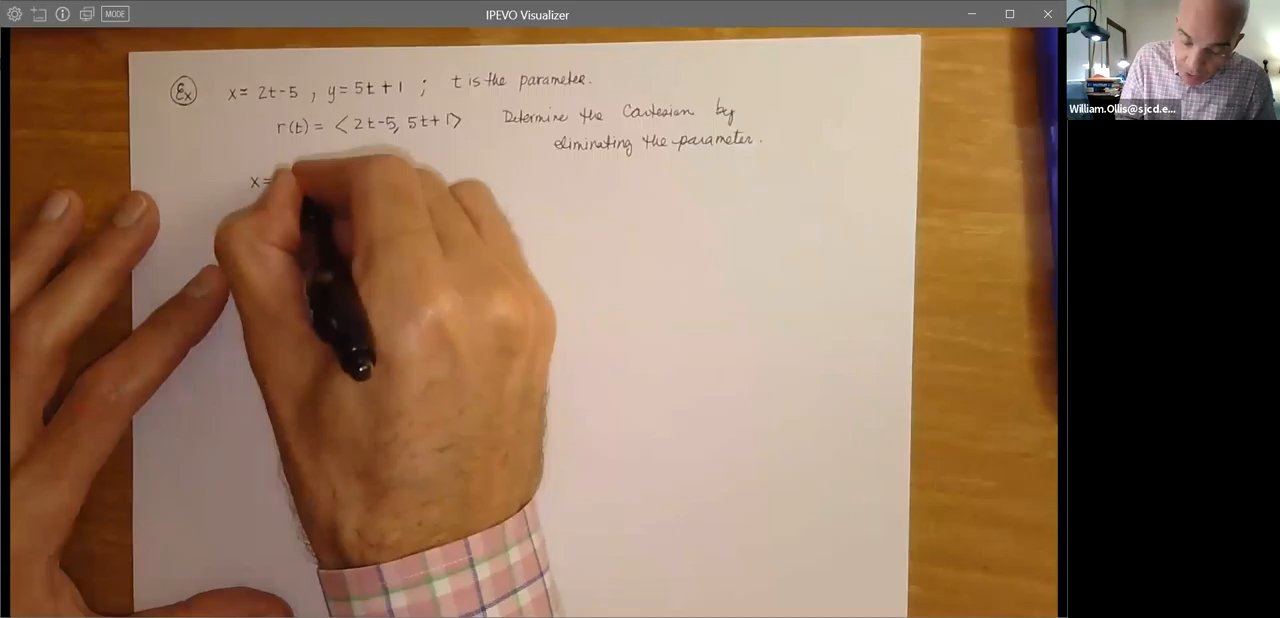 IPEVO Visualizer
MODE
Ex x = 2t - 5 , y = 5t + 1 ; t is the parameter.
r(t) = < 2t - 5, 5t + 1 > Determine the Cartesian by
eliminating the parameter.
x =
William.Ollis@sjcd.e...